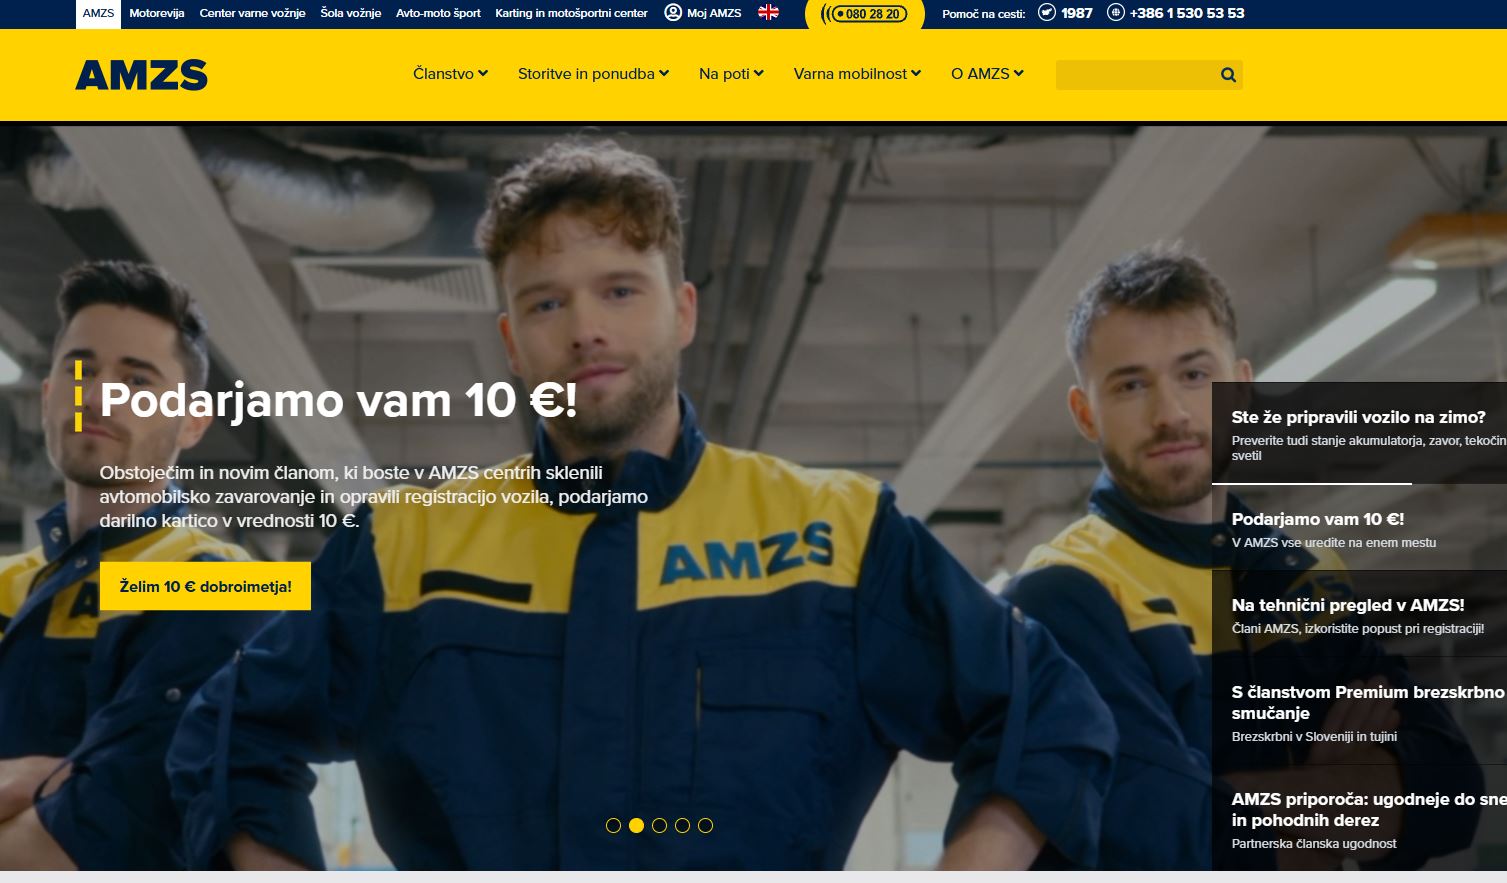 AMZS Motorevija Center varne vožnje Šola vožnje Avto-moto šport Karting in motošportni center Moj AMZS 080 28 20 Pomoč na cesti: 1987 +386 1 530 53 53
AMZS Članstvo Storitve in ponudba Na poti Varna mobilnost O AMZS
Podarjamo vam 10 €!
Obstoječim in novim članom, ki boste v AMZS centrih sklenili
avtomobilsko zavarovanje in opravili registracijo vozila, podarjamo
darilno kartico v vrednosti 10 €.
Želim 10 € dobroimetja!
AMZS
Ste že pripravili vozilo na zimo?
Preverite tudi stanje akumulatorja, zavor, tekočin
svetil
Podarjamo vam 10 €!
V AMZS vse uredite na enem mestu
Na tehnični pregled v AMZS!
Člani AMZS, izkoristite popust pri registraciji!
S članstvom Premium brezskrbno
smučanje
Brezskrbni v Sloveniji in tujini
AMZS priporoča: ugodneje do sne
in pohodnih derez
Partnerska članska ugodnost